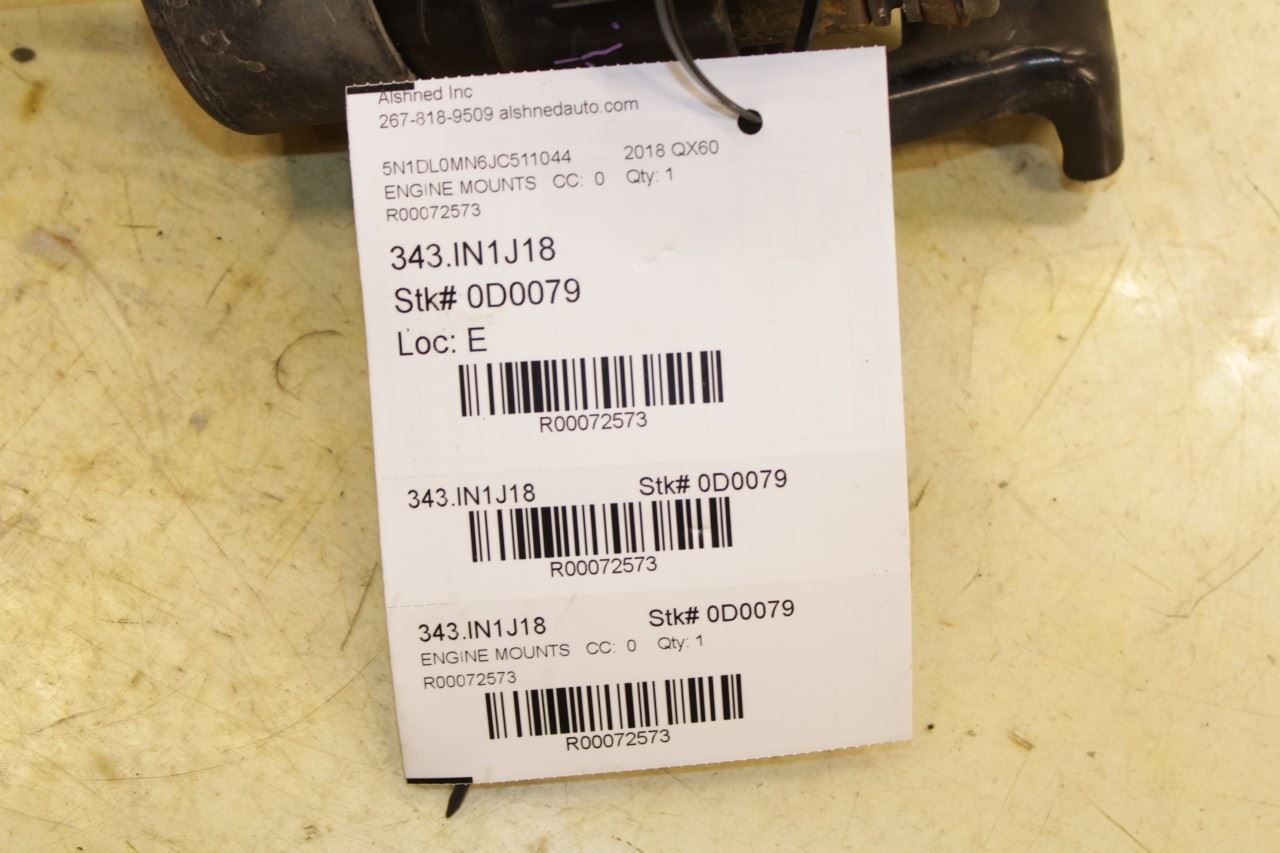 Alshned Inc
267-818-9509 alshnedauto.com
5N1DL0MN6JC511044 2018 QX60
ENGINE MOUNTS CC: 0 Qty: 1
R00072573
343.IN1J18
Stk# 0D0079
Loc: E
R00072573
343.IN1J18 Stk# 0D0079
R00072573
343.IN1J18 Stk# 0D0079
ENGINE MOUNTS CC: 0 Qty: 1
R00072573
R00072573